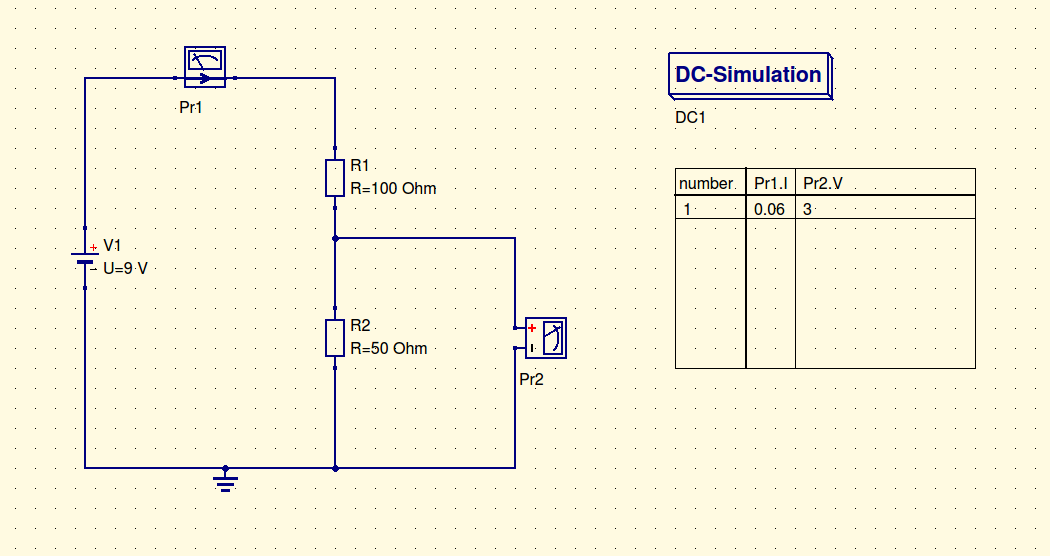 Pr1
R1
R=100 Ohm
+ V1
− U=9 V
R2
R=50 Ohm
+
Pr2
DC-Simulation
DC1
number Pr1.I Pr2.V
1 0.06 3